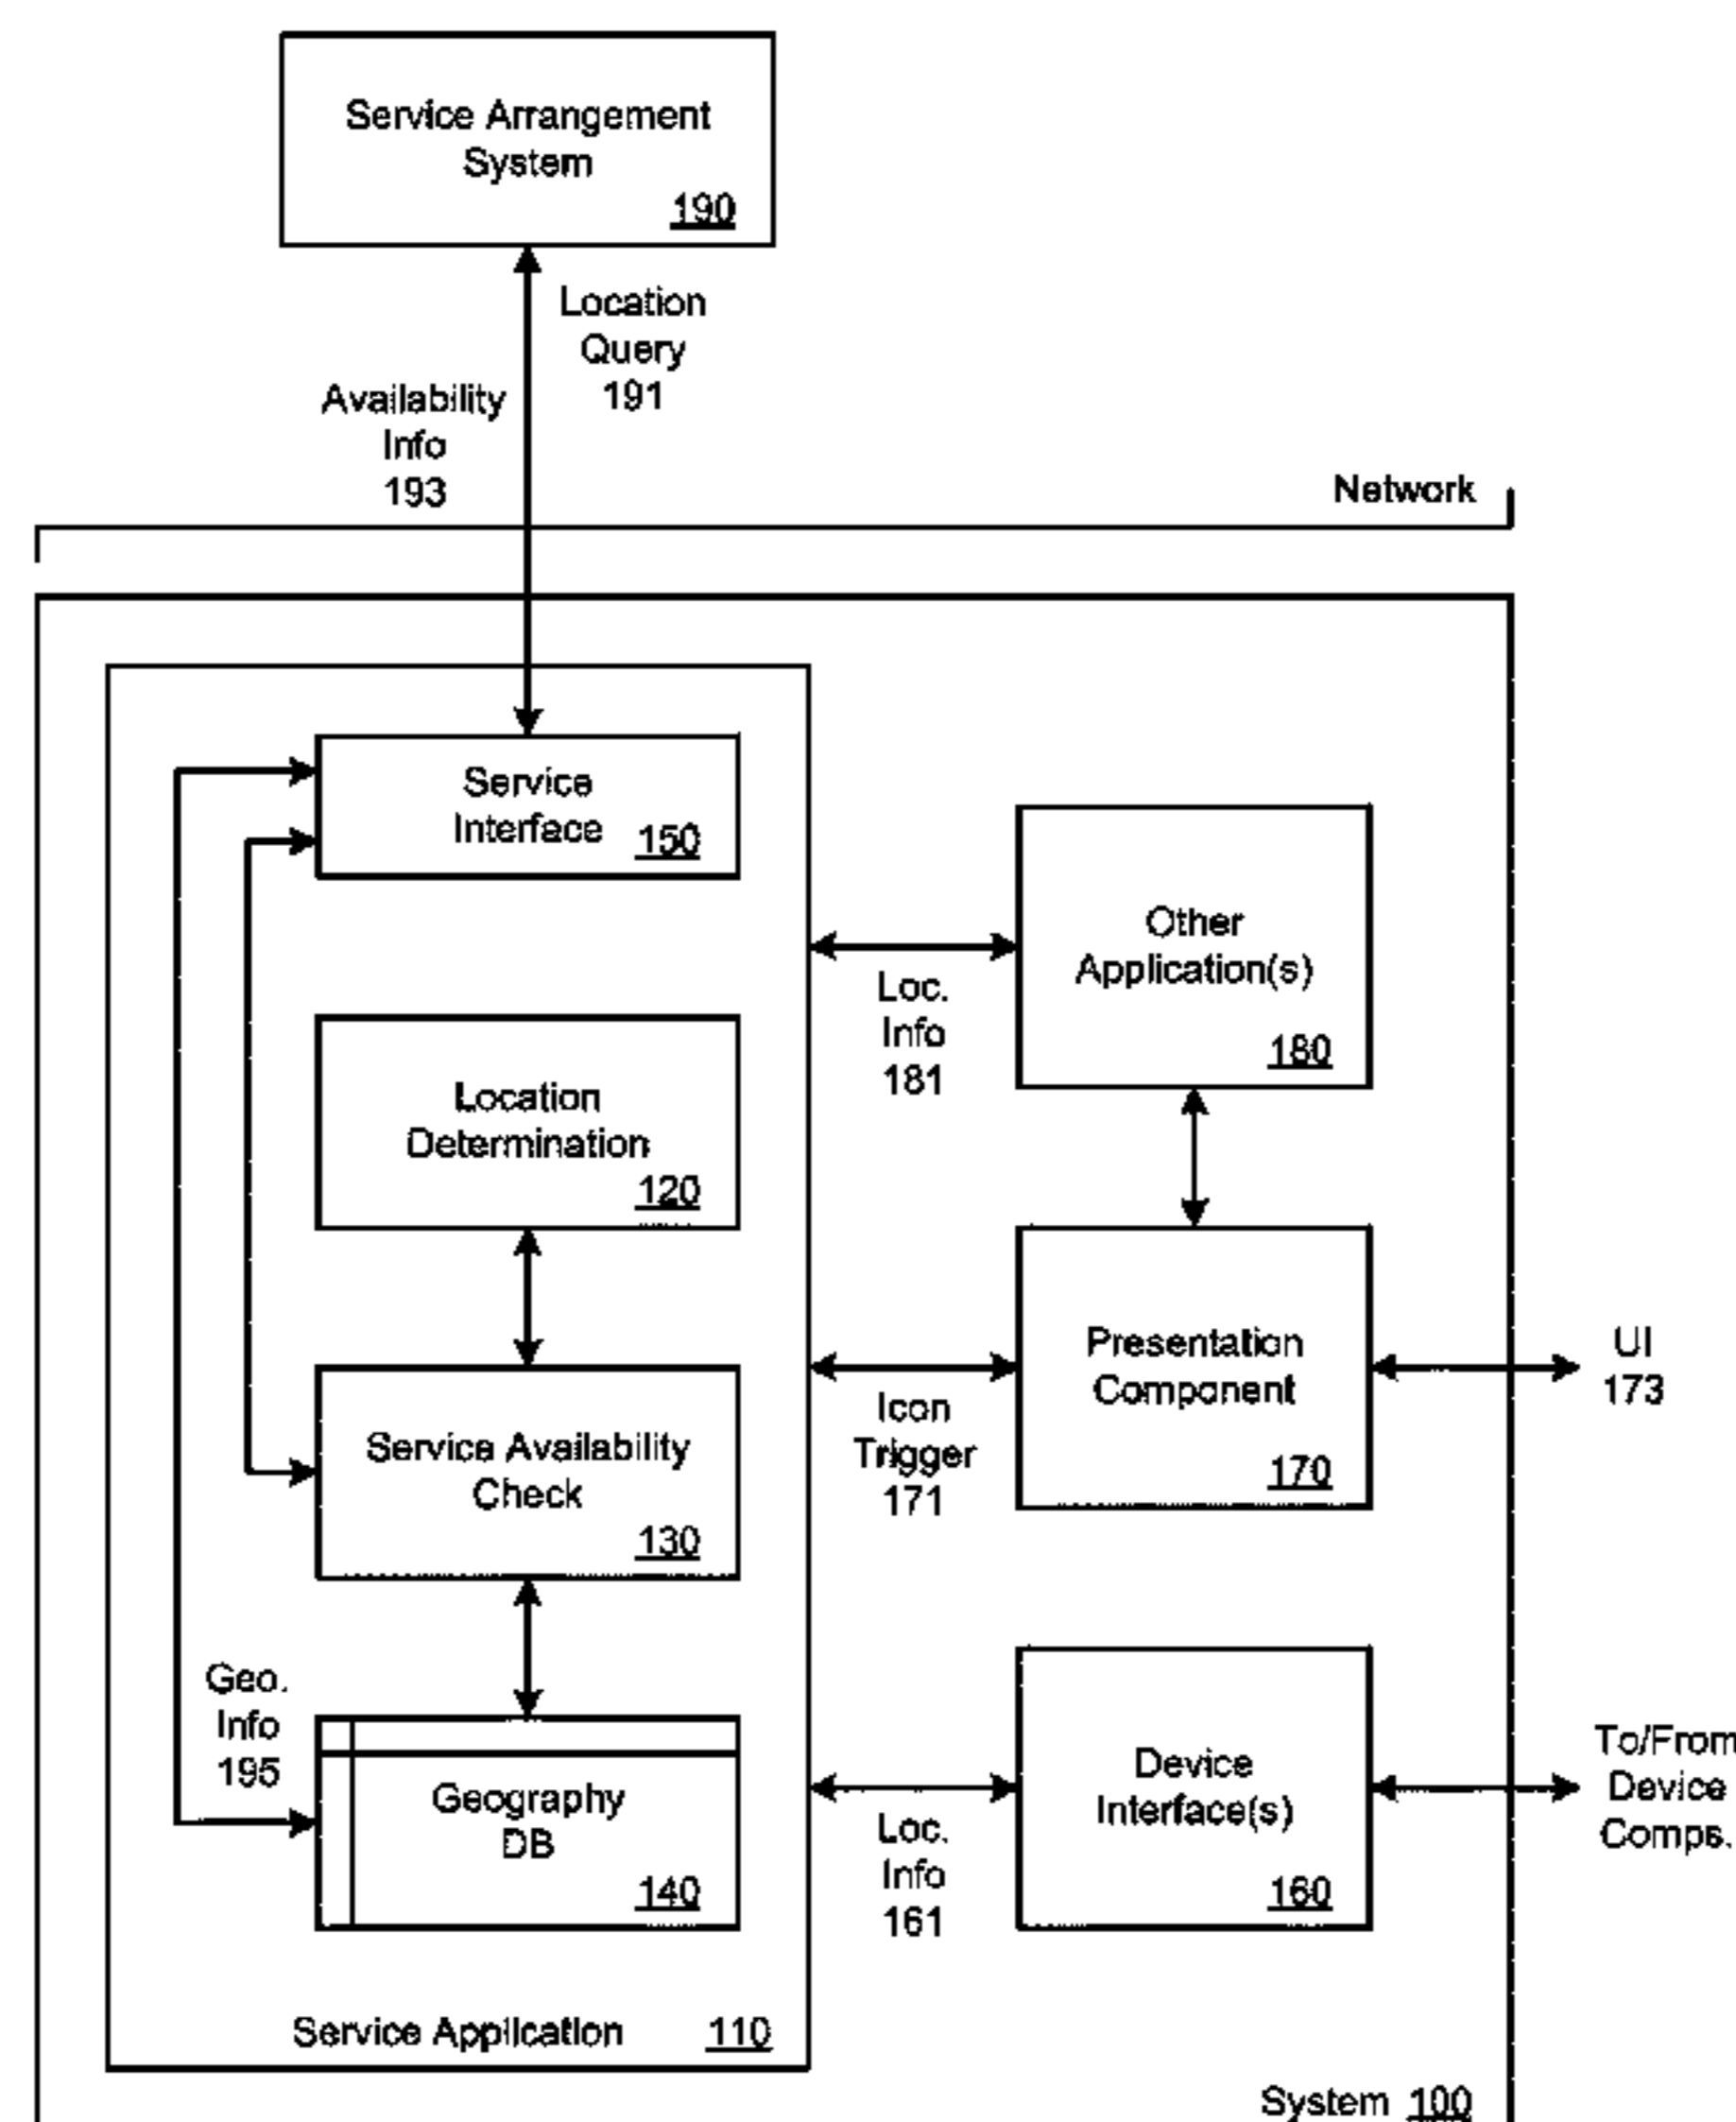 Service Arrangement
System
190
Location
Query
191
Availability
Info
193
Network
Service
Interface 150
Other
Application(s)
180
Loc.
Info
181
Location
Determination
120
Presentation
Component
170
UI
173
Icon
Trigger
171
Service Availability
Check
130
Geo.
Info
195
Geography
DB
140
Device
Interface(s)
160
To/From
Device
Comps.
Loc.
Info
161
Service Application 110
System 100